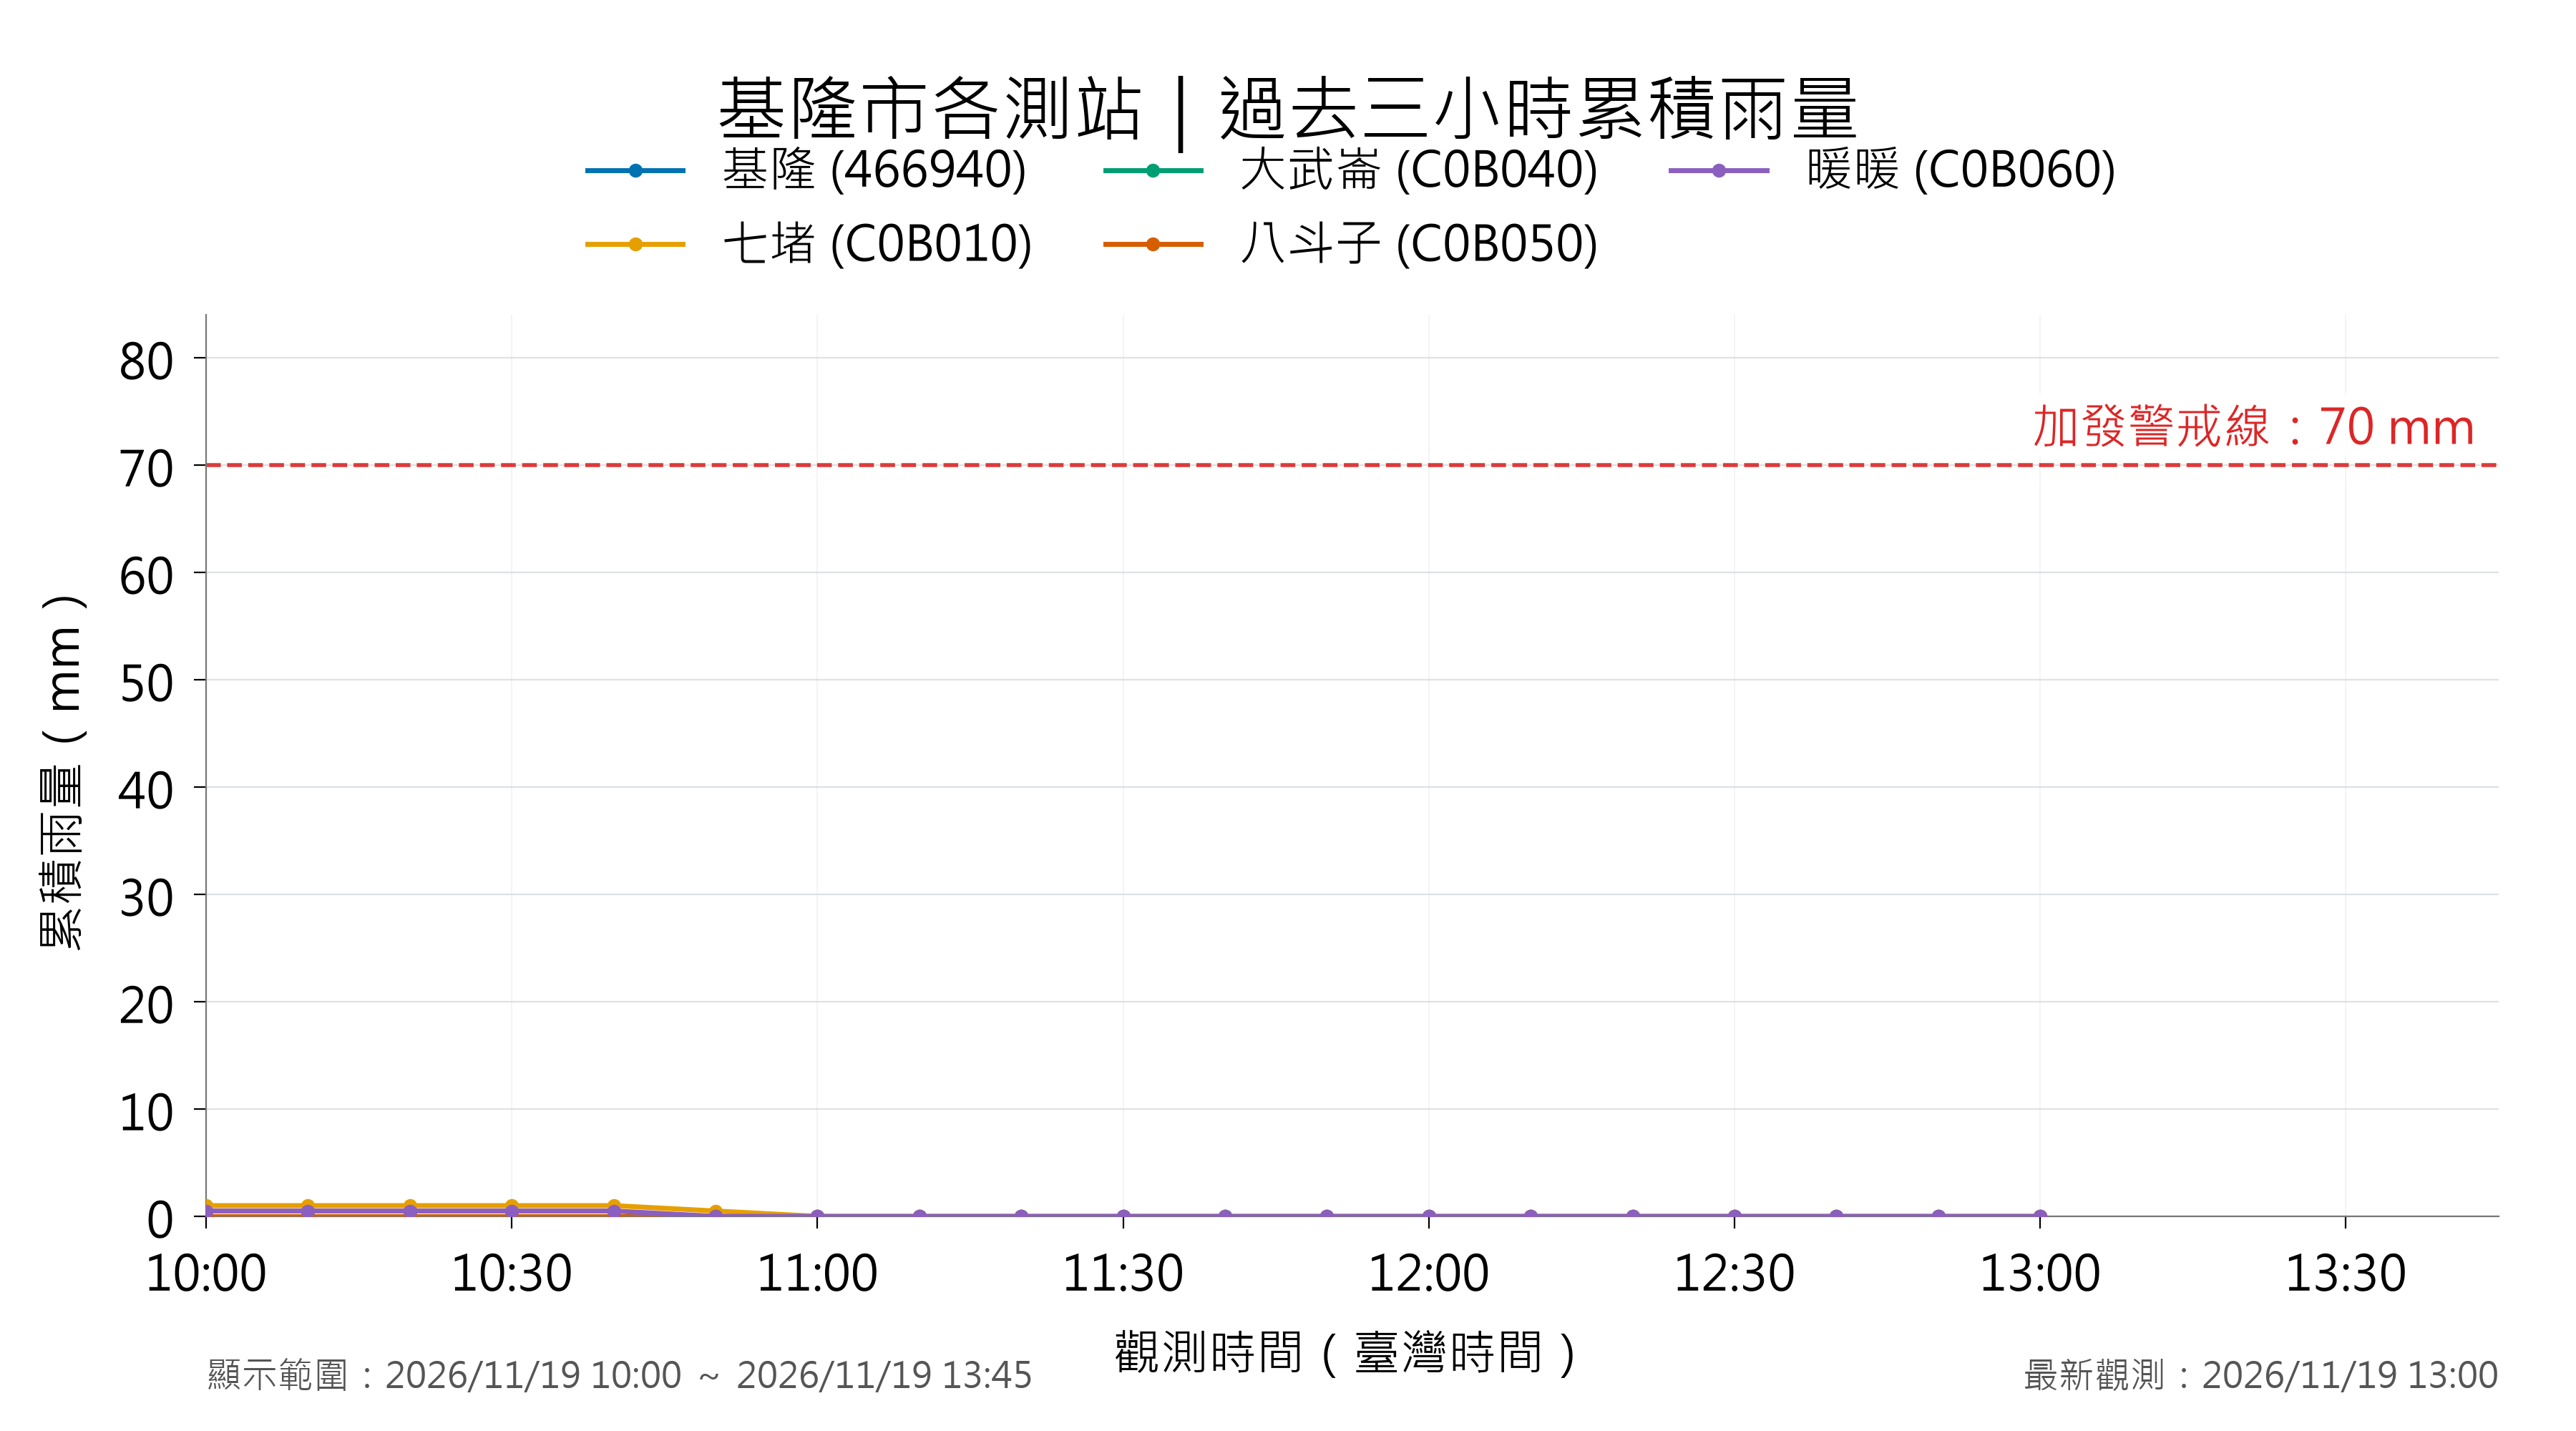 基隆市各測站｜過去三小時累積雨量
基隆 (466940)
大武崙 (C0B040)
暖暖 (C0B060)
七堵 (C0B010)
八斗子 (C0B050)
80
加發警戒線：70 mm
70
60
50
40
30
20
10
0
累積雨量（mm）
10:00
10:30
11:00
11:30
12:00
12:30
13:00
13:30
觀測時間（臺灣時間）
顯示範圍：2026/11/19 10:00 ~ 2026/11/19 13:45
最新觀測：2026/11/19 13:00